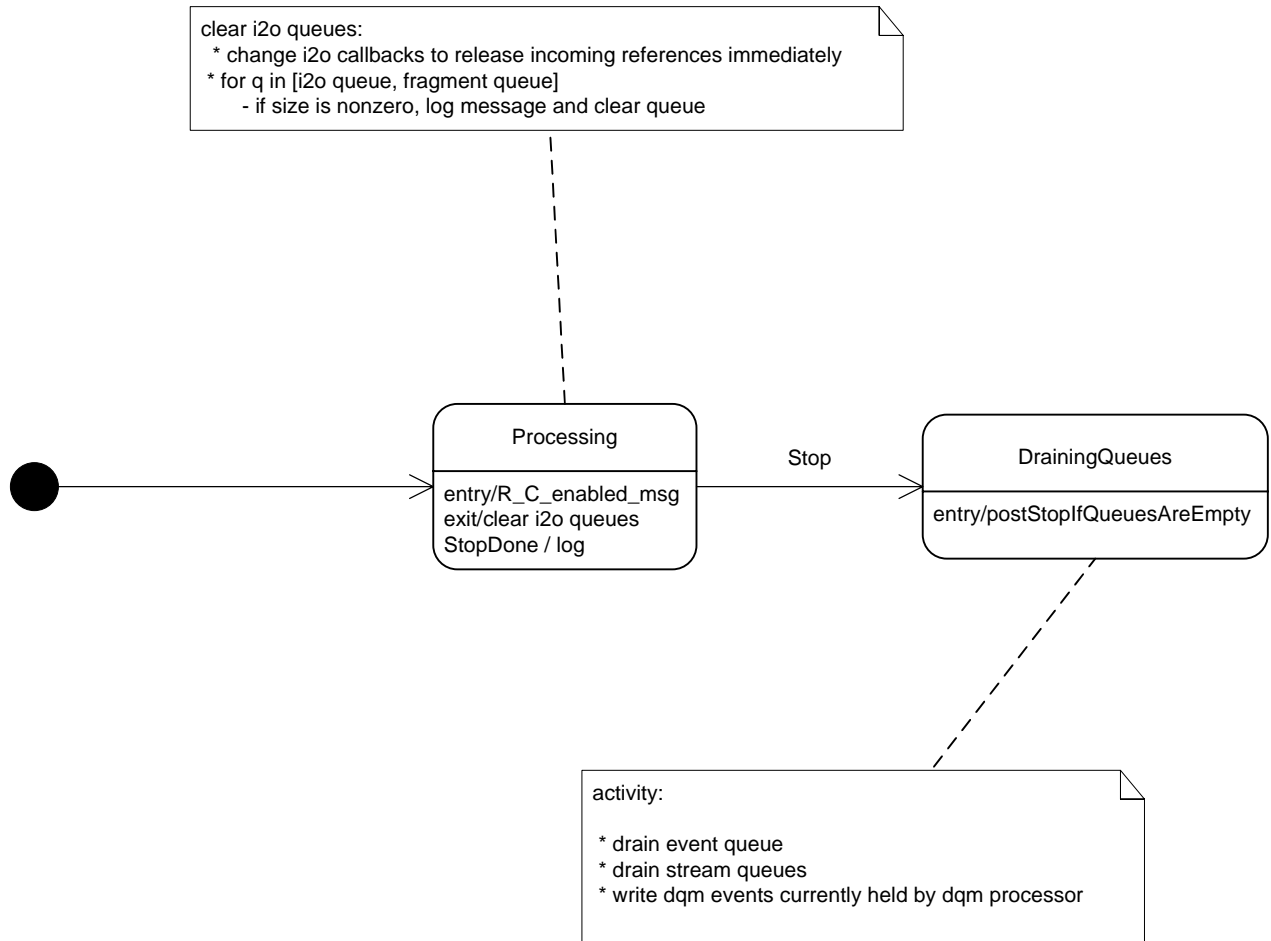 clear i2o queues:
* change i2o callbacks to release incoming references immediately
* for q in [i2o queue, fragment queue]
- if size is nonzero, log message and clear queue
Processing
entry/R_C_enabled_msg
exit/clear i2o queues
StopDone / log
Stop
DrainingQueues
entry/postStopIfQueuesAreEmpty
activity:
* drain event queue
* drain stream queues
* write dqm events currently held by dqm processor